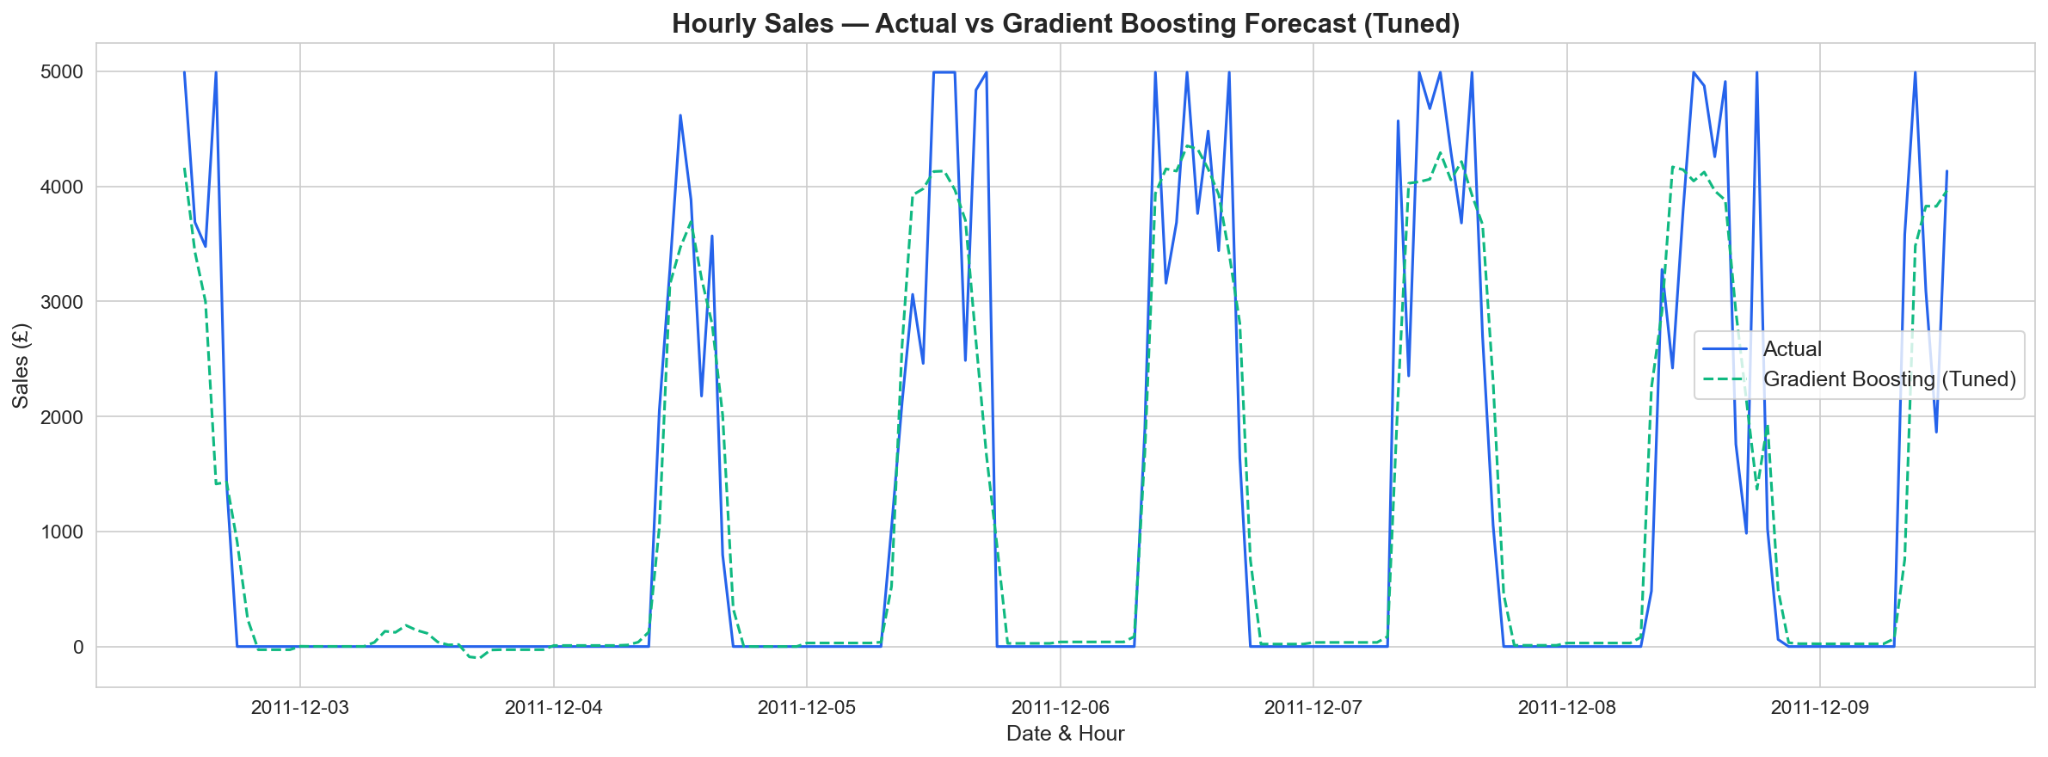 Hourly Sales — Actual vs Gradient Boosting Forecast (Tuned)
5000
4000
3000
2000
1000
0
Sales (£)
Actual
Gradient Boosting (Tuned)
2011-12-03
2011-12-04
2011-12-05
2011-12-06
2011-12-07
2011-12-08
2011-12-09
Date & Hour